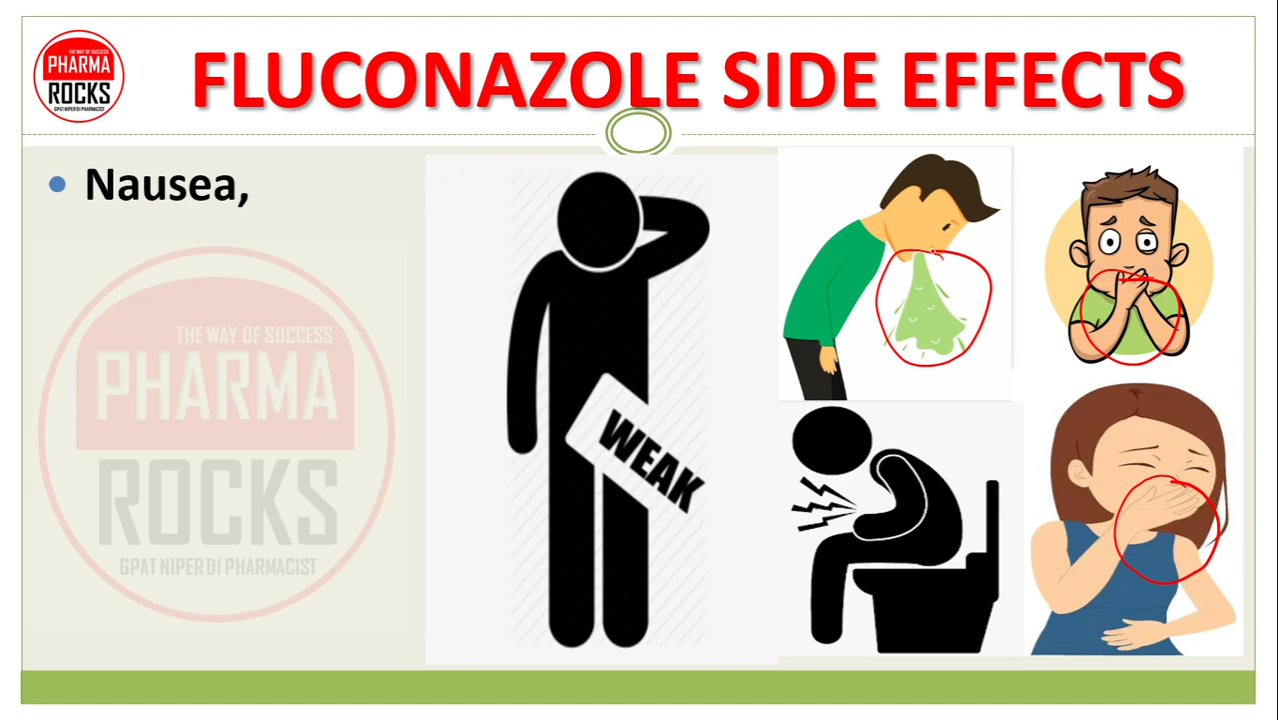 THE WAY OF SUCCESS
PHARMA
ROCKS
GPAT NIPER DI PHARMACIST
FLUCONAZOLE SIDE EFFECTS
• Nausea,
THE WAY OF SUCCESS
PHARMA
ROCKS
GPAT NIPER DI PHARMACIST
WEAK